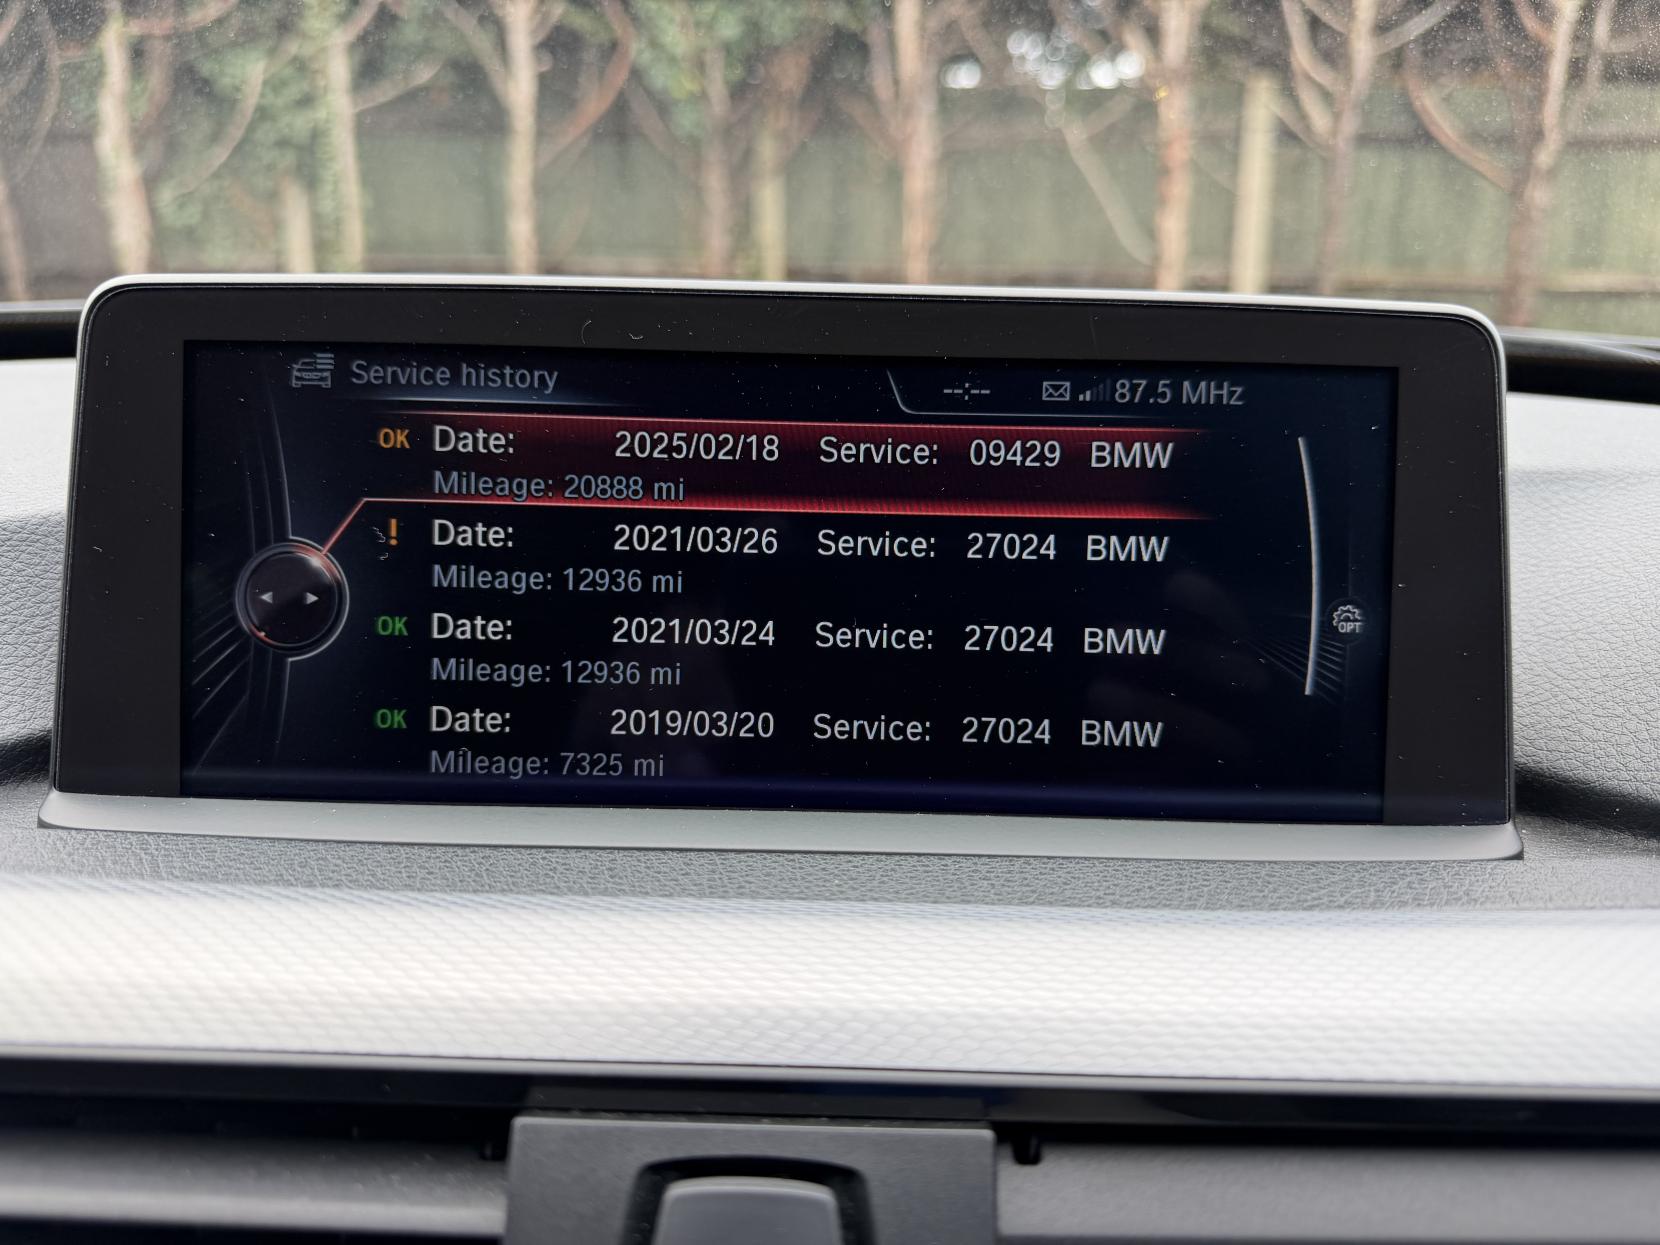 Service history --:-- 87.5 MHz
OK Date: 2025/02/18 Service: 09429 BMW
Mileage: 20888 mi
! Date: 2021/03/26 Service: 27024 BMW
Mileage: 12936 mi
OK Date: 2021/03/24 Service: 27024 BMW
Mileage: 12936 mi
OPT
OK Date: 2019/03/20 Service: 27024 BMW
Mileage: 7325 mi